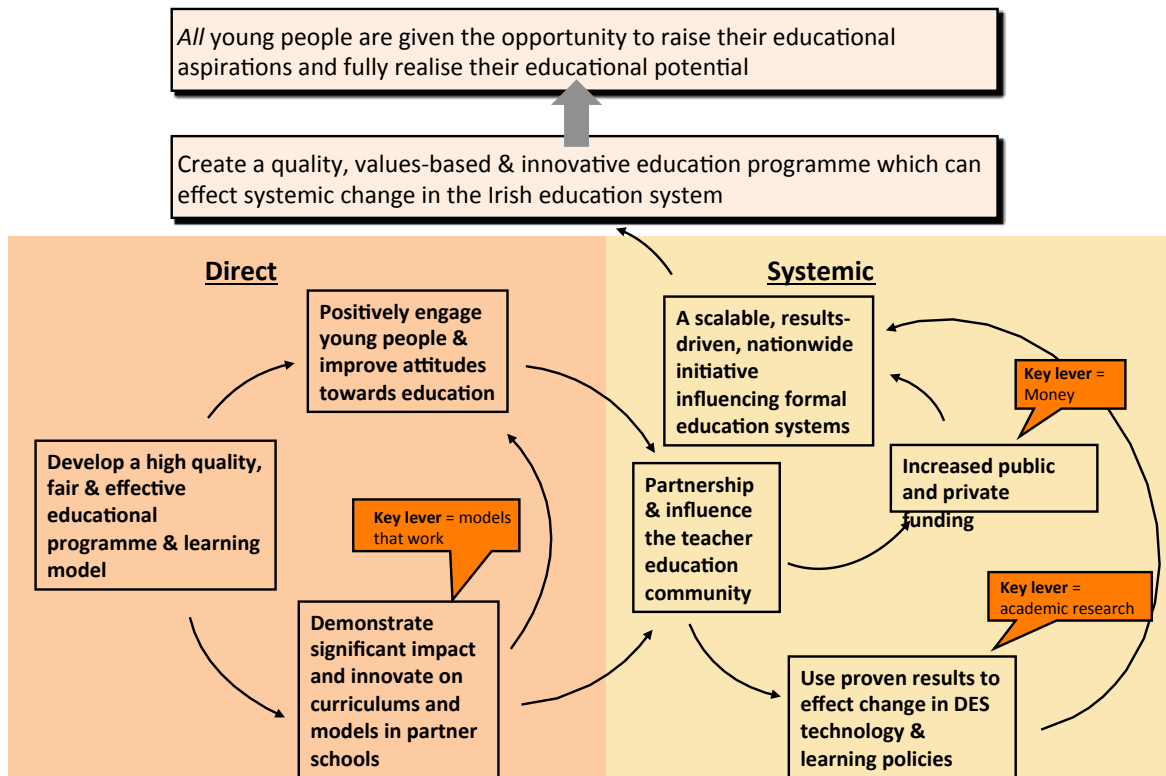 All young people are given the opportunity to raise their educational
aspirations and fully realise their educational potential
Create a quality, values-based & innovative education programme which can
effect systemic change in the Irish education system
Direct
Positively engage
young people &
improve attitudes
towards education
Develop a high quality,
fair & effective
educational
programme & learning
model
Key lever = models
that work
Demonstrate
significant impact
and innovate on
curriculums and
models in partner
schools
Systemic
A scalable, results-
driven, nationwide
initiative
influencing formal
education systems
Key lever =
Money
Partnership
& influence
the teacher
education
community
Increased public
and private
funding
Key lever =
academic research
Use proven results to
effect change in DES
technology &
learning policies